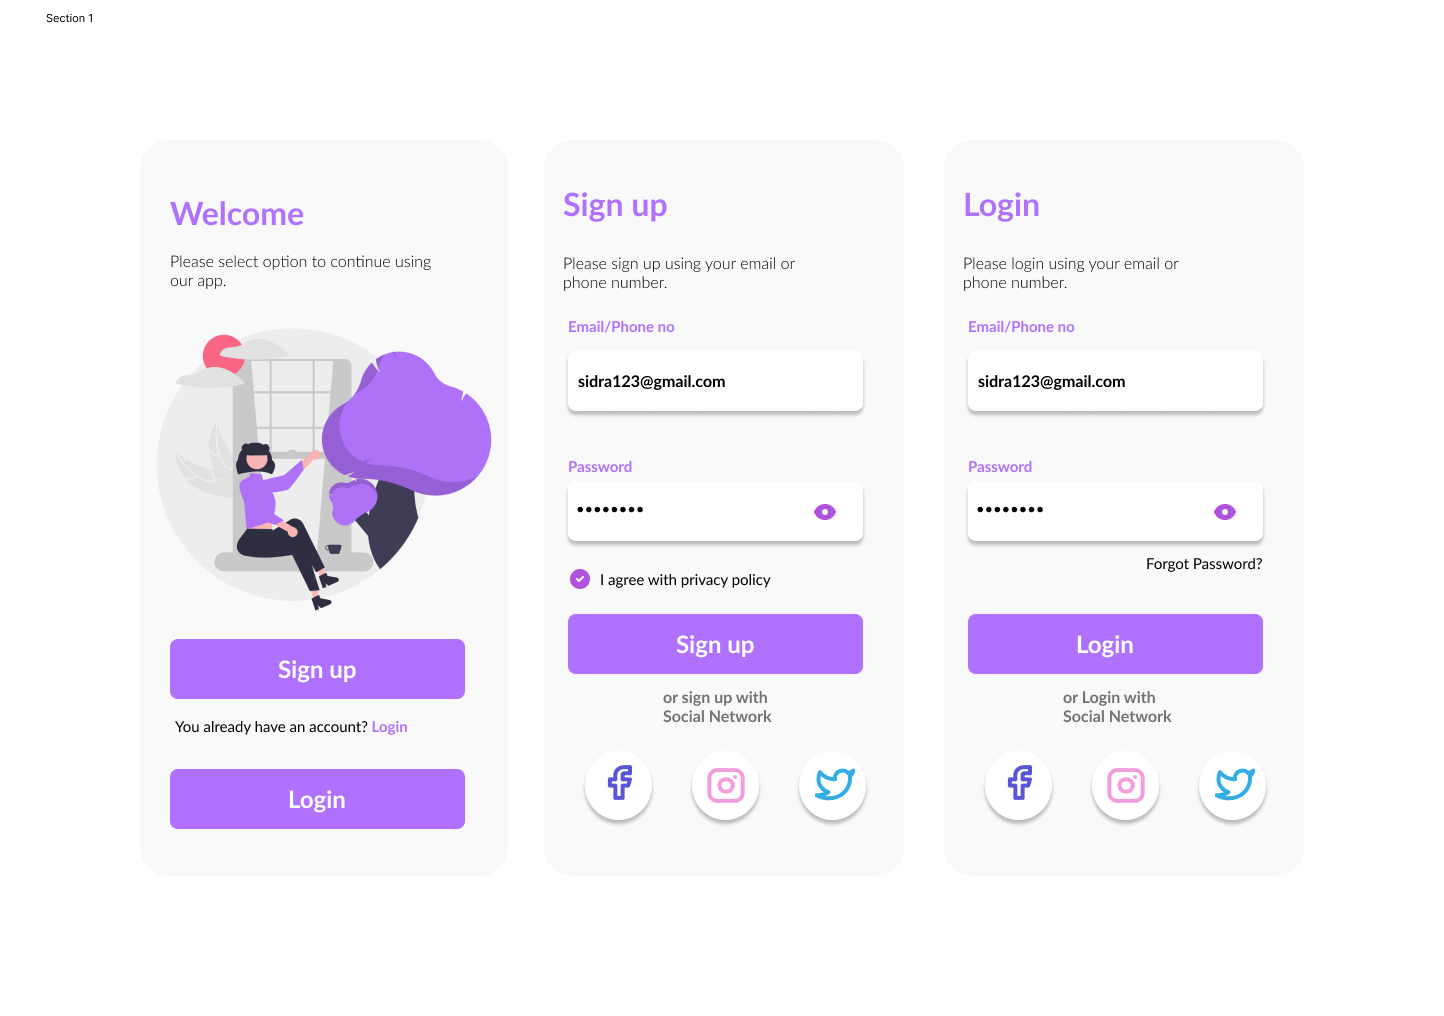 Section 1
Welcome
Please select option to continue using
our app.
Sign up
You already have an account? Login
Login
Sign up
Please sign up using your email or
phone number.
Email/Phone no
sidra123@gmail.com
Password
••••••••
I agree with privacy policy
Sign up
or sign up with
Social Network
Login
Please login using your email or
phone number.
Email/Phone no
sidra123@gmail.com
Password
••••••••
Forgot Password?
Login
or Login with
Social Network